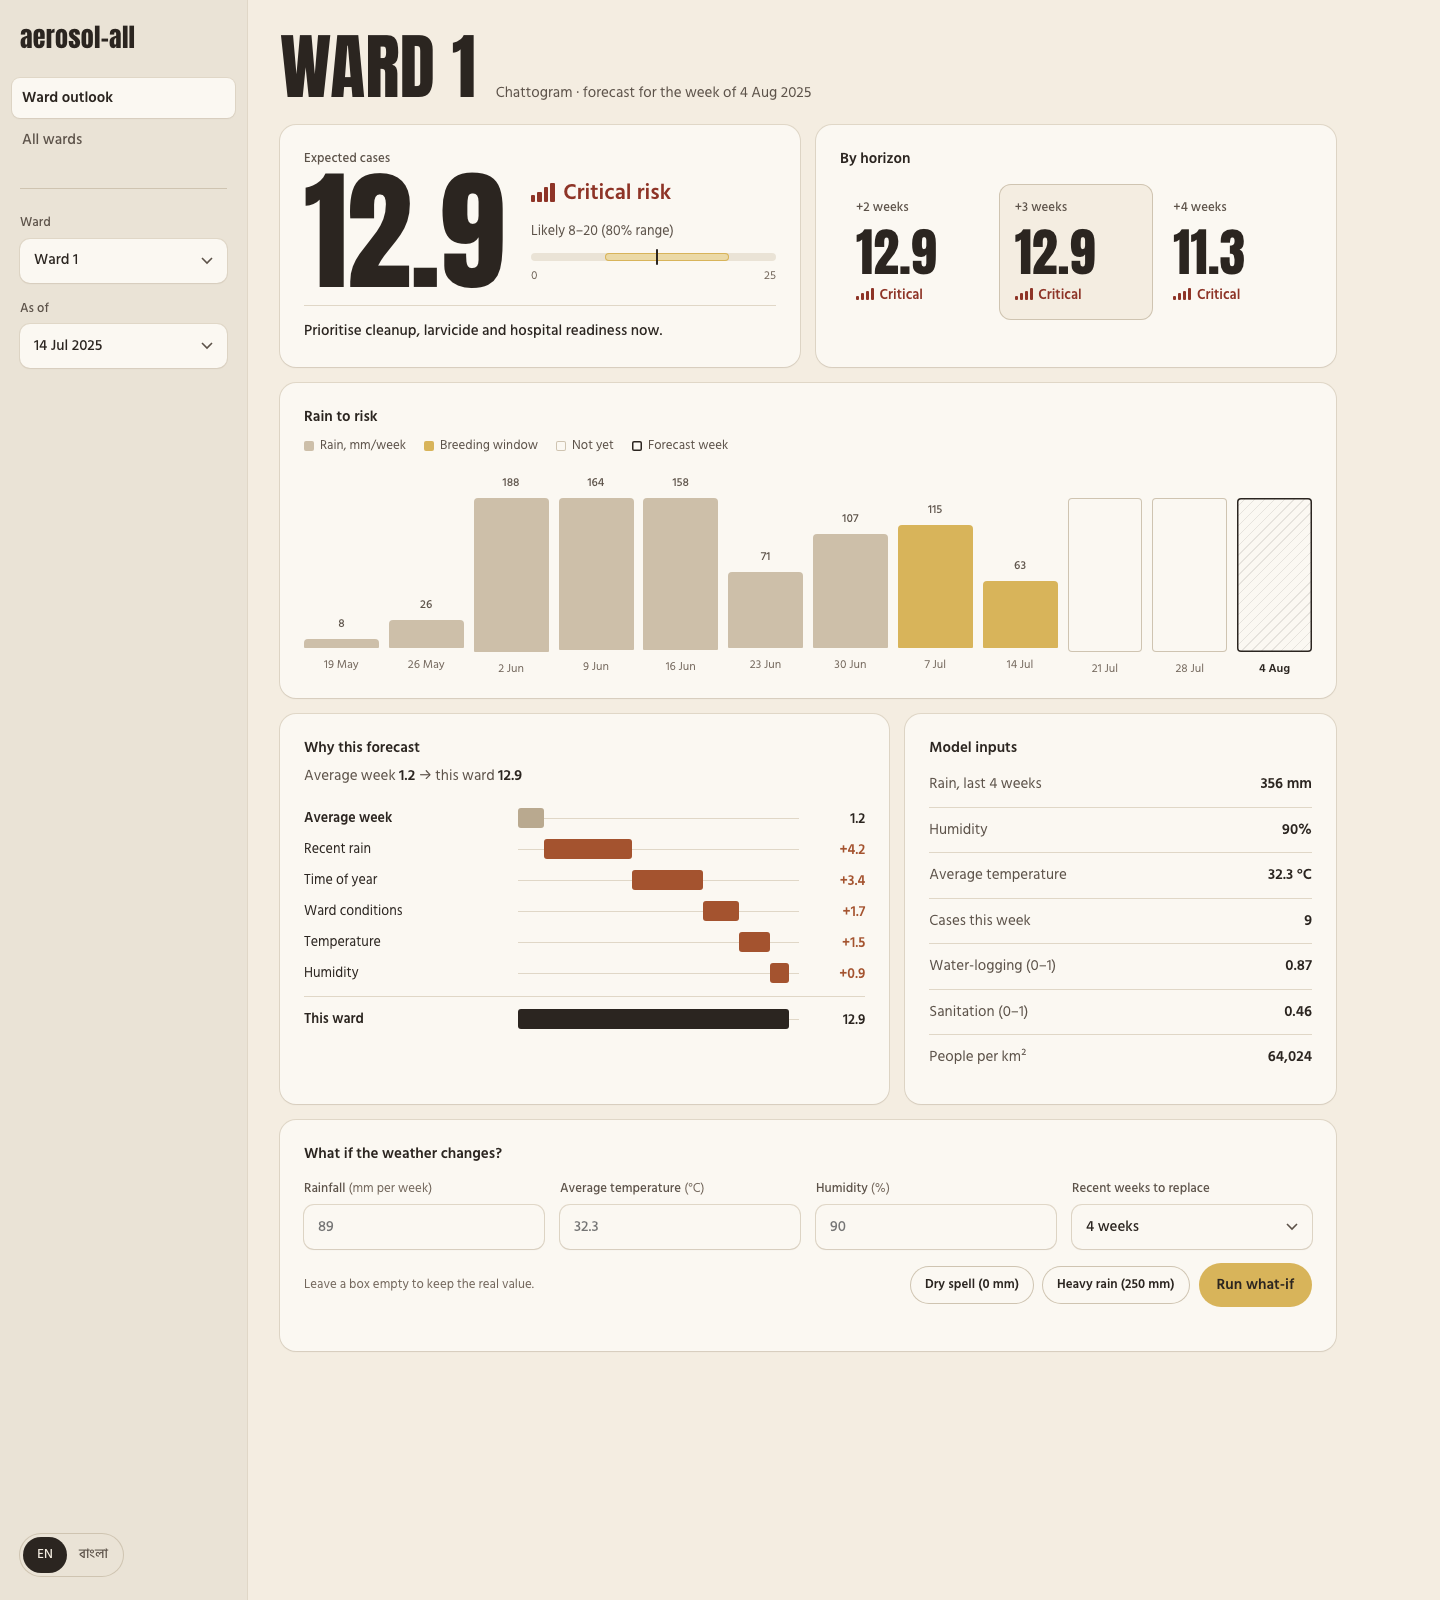 aerosol-all
Ward outlook
All wards
Ward
Ward 1
As of
14 Jul 2025
EN বাংলা
WARD 1 Chattogram · forecast for the week of 4 Aug 2025
Expected cases
12.9
Critical risk
Likely 8–20 (80% range)
0 25
Prioritise cleanup, larvicide and hospital readiness now.
By horizon
+2 weeks
12.9
Critical
+3 weeks
12.9
Critical
+4 weeks
11.3
Critical
Rain to risk
Rain, mm/week Breeding window Not yet Forecast week
8 26 188 164 158 71 107 115 63
19 May 26 May 2 Jun 9 Jun 16 Jun 23 Jun 30 Jun 7 Jul 14 Jul 21 Jul 28 Jul 4 Aug
Why this forecast
Average week 1.2 → this ward 12.9
Average week 1.2
Recent rain +4.2
Time of year +3.4
Ward conditions +1.7
Temperature +1.5
Humidity +0.9
This ward 12.9
Model inputs
Rain, last 4 weeks 356 mm
Humidity 90%
Average temperature 32.3 °C
Cases this week 9
Water-logging (0–1) 0.87
Sanitation (0–1) 0.46
People per km² 64,024
What if the weather changes?
Rainfall (mm per week) Average temperature (°C) Humidity (%) Recent weeks to replace
89 32.3 90 4 weeks
Leave a box empty to keep the real value. Dry spell (0 mm) Heavy rain (250 mm) Run what-if